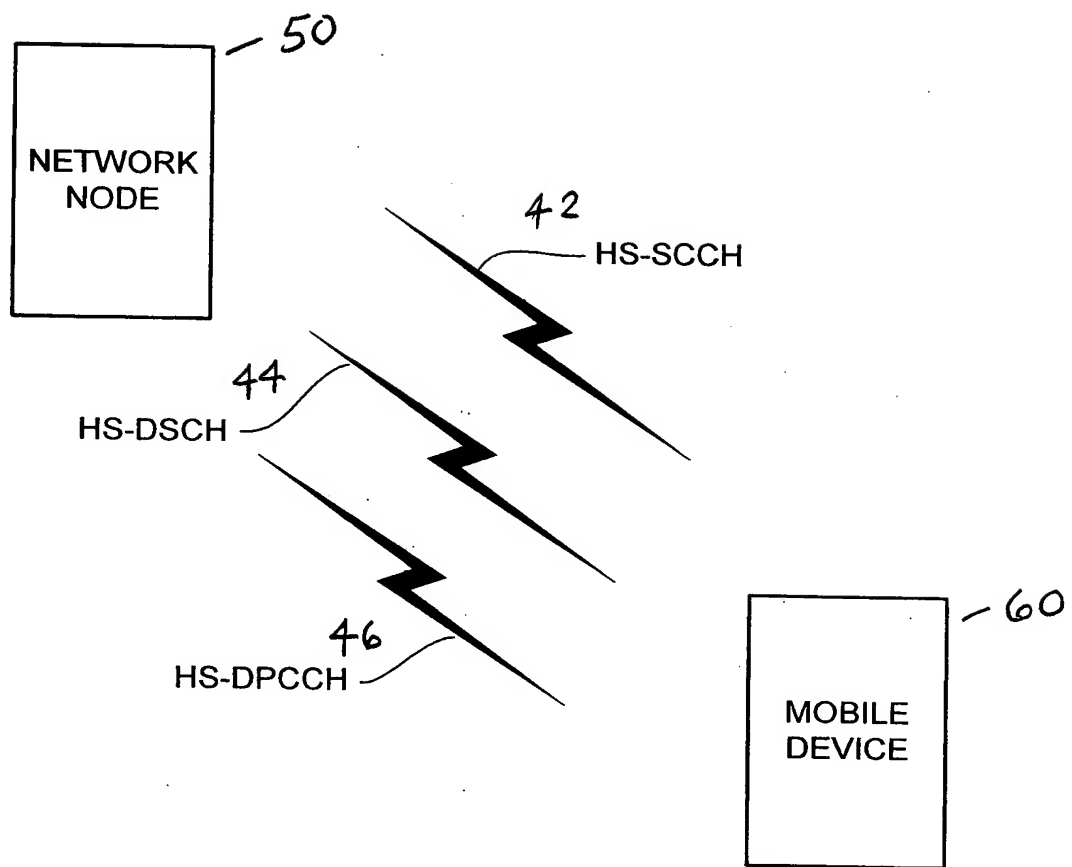 50
NETWORK
NODE
42
HS-SCCH
44
HS-DSCH
46
HS-DPCCH
60
MOBILE
DEVICE